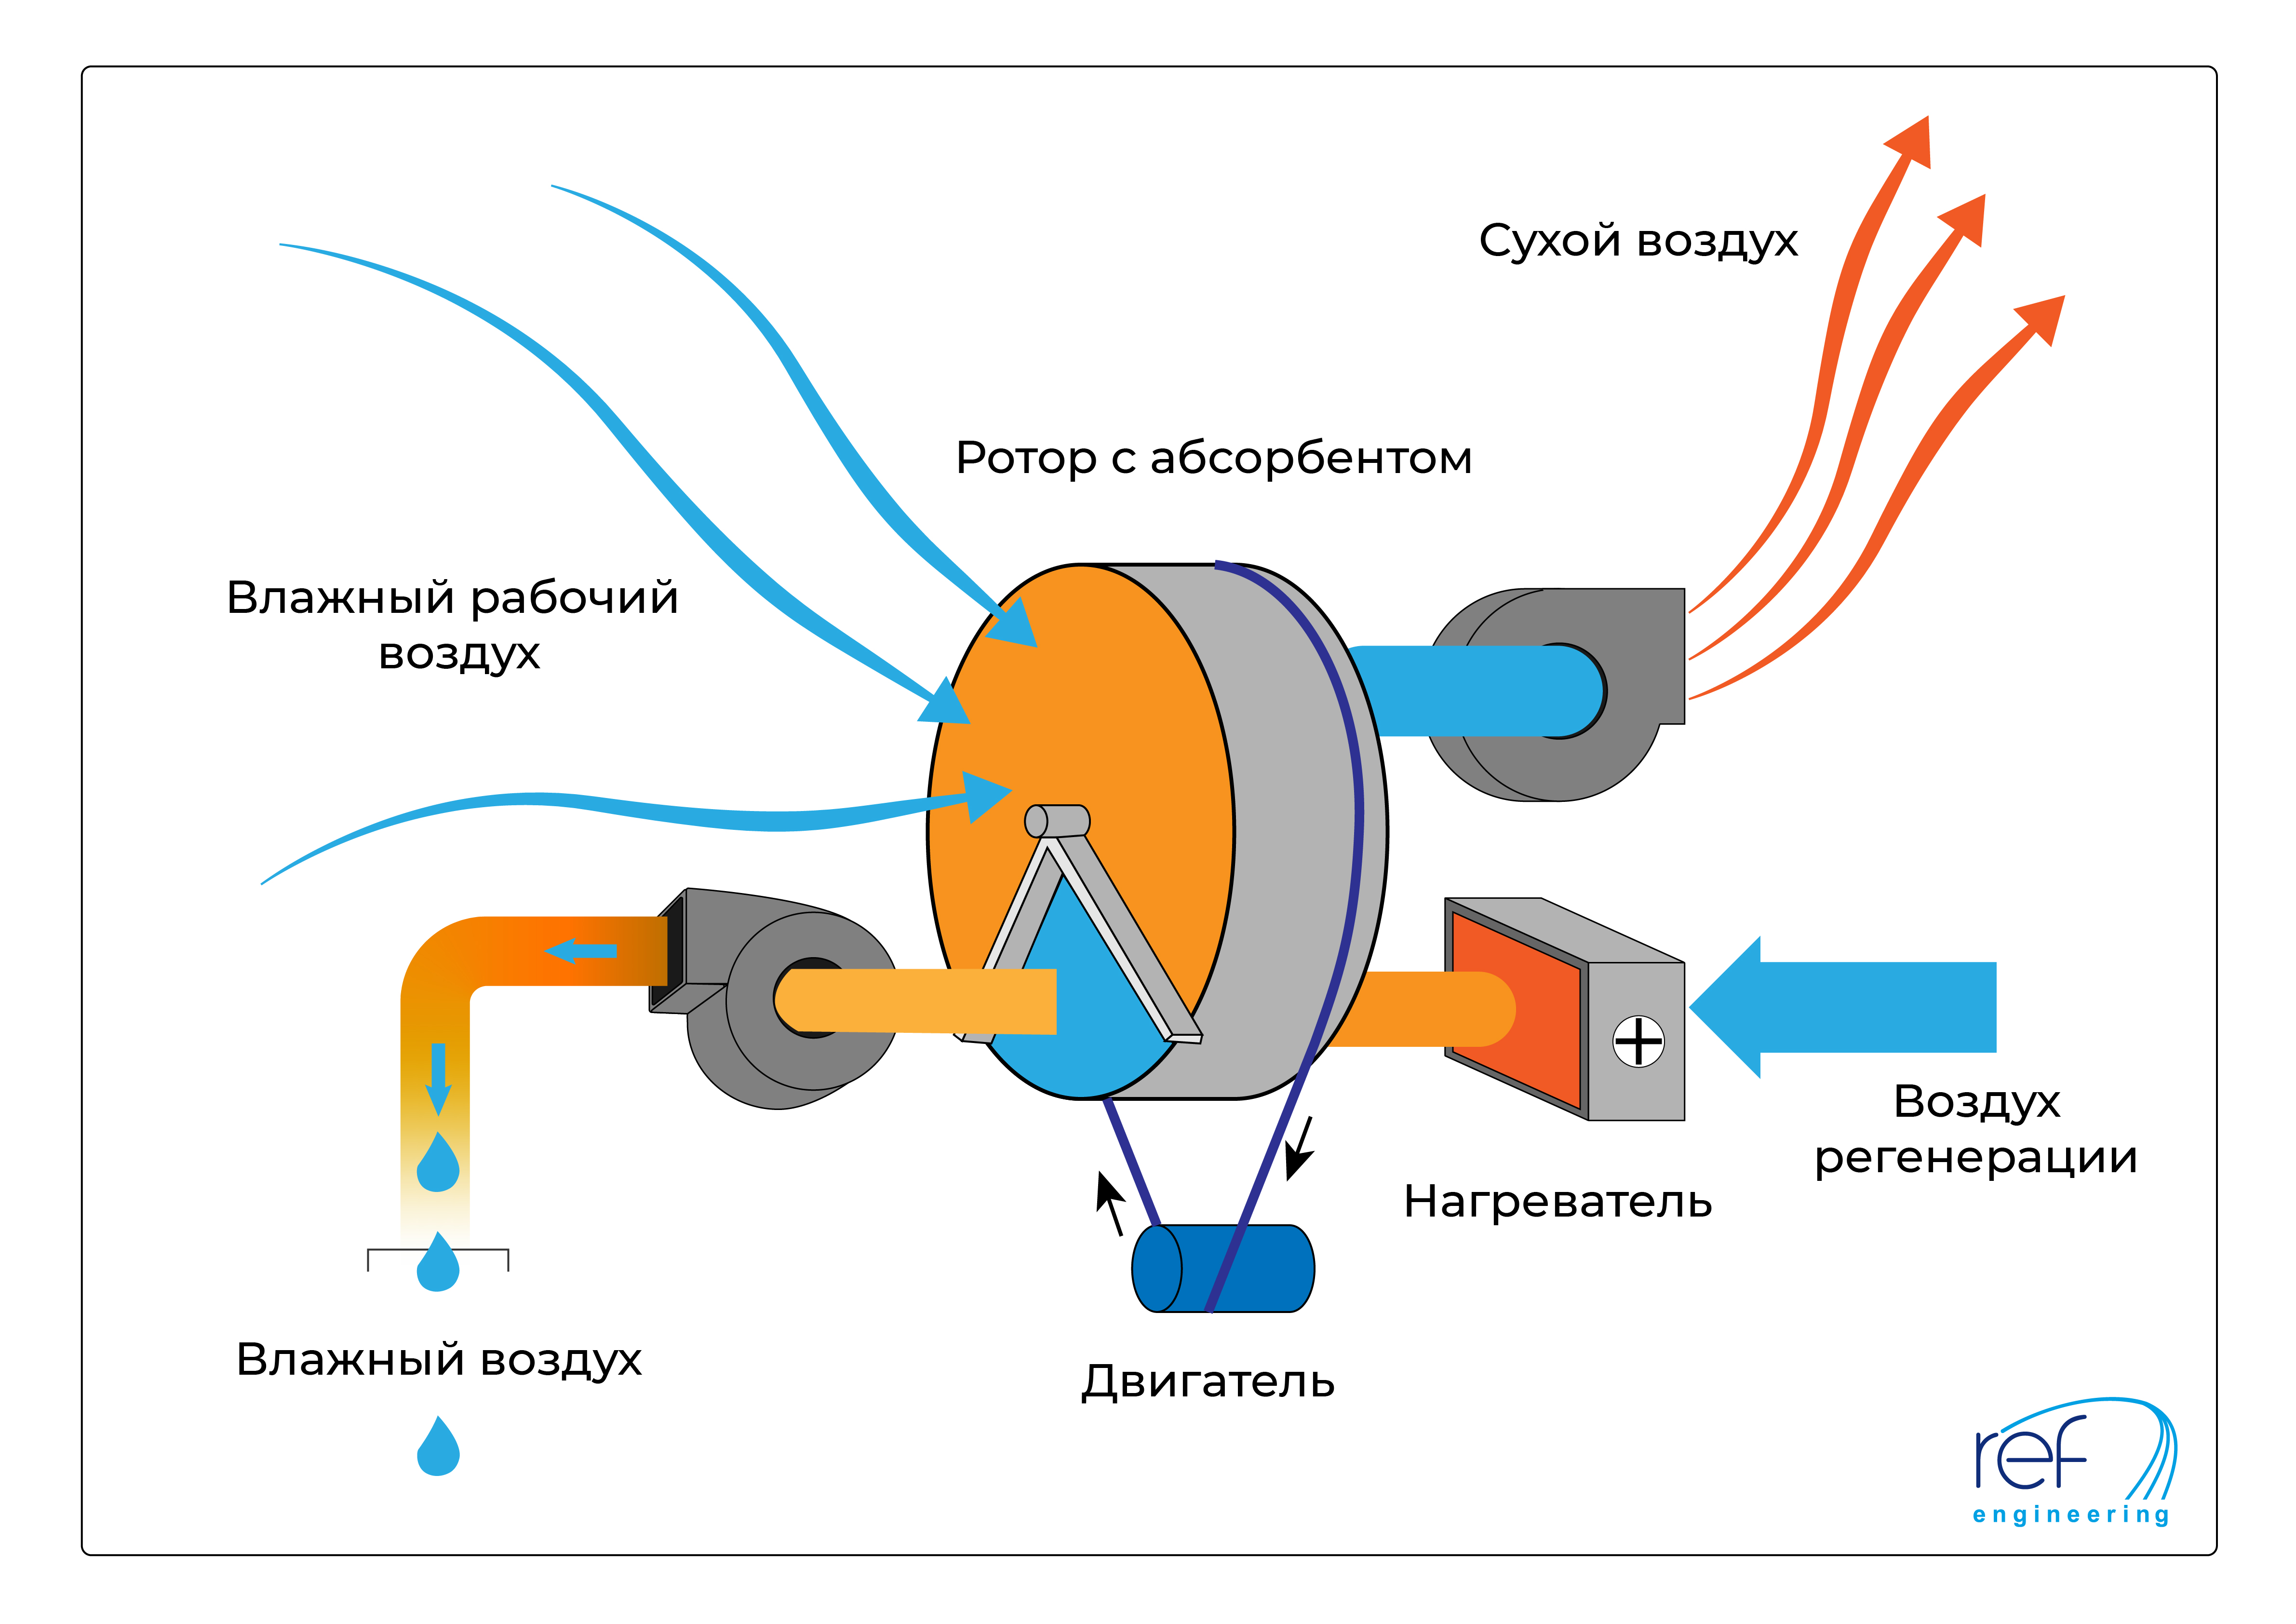 Сухой воздух
Ротор с абсорбентом
Влажный рабочий
воздух
Воздух
регенерации
Нагреватель
Влажный воздух
Двигатель
ref
engineering